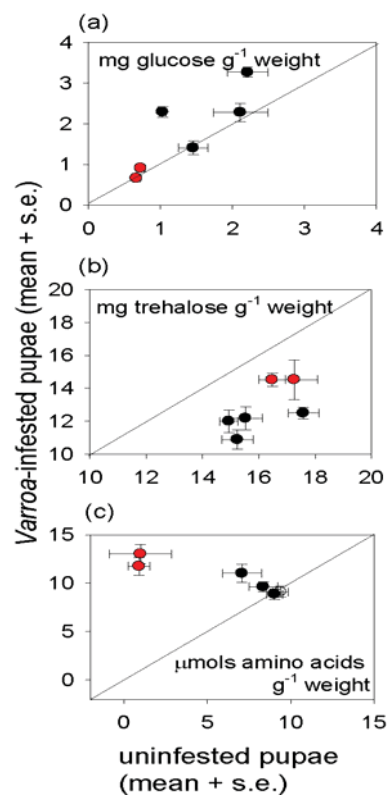 (a)
4
mg glucose g-1 weight
3
2
1
0
0 1 2 3 4
(b)
20
mg trehalose g-1 weight
18
16
14
12
10
10 12 14 16 18 20
(c)
15
10
5
0
μmols amino acids
g-1 weight
0 5 10 15
uninfested pupae
(mean + s.e.)
Varroa-infested pupae (mean + s.e.)